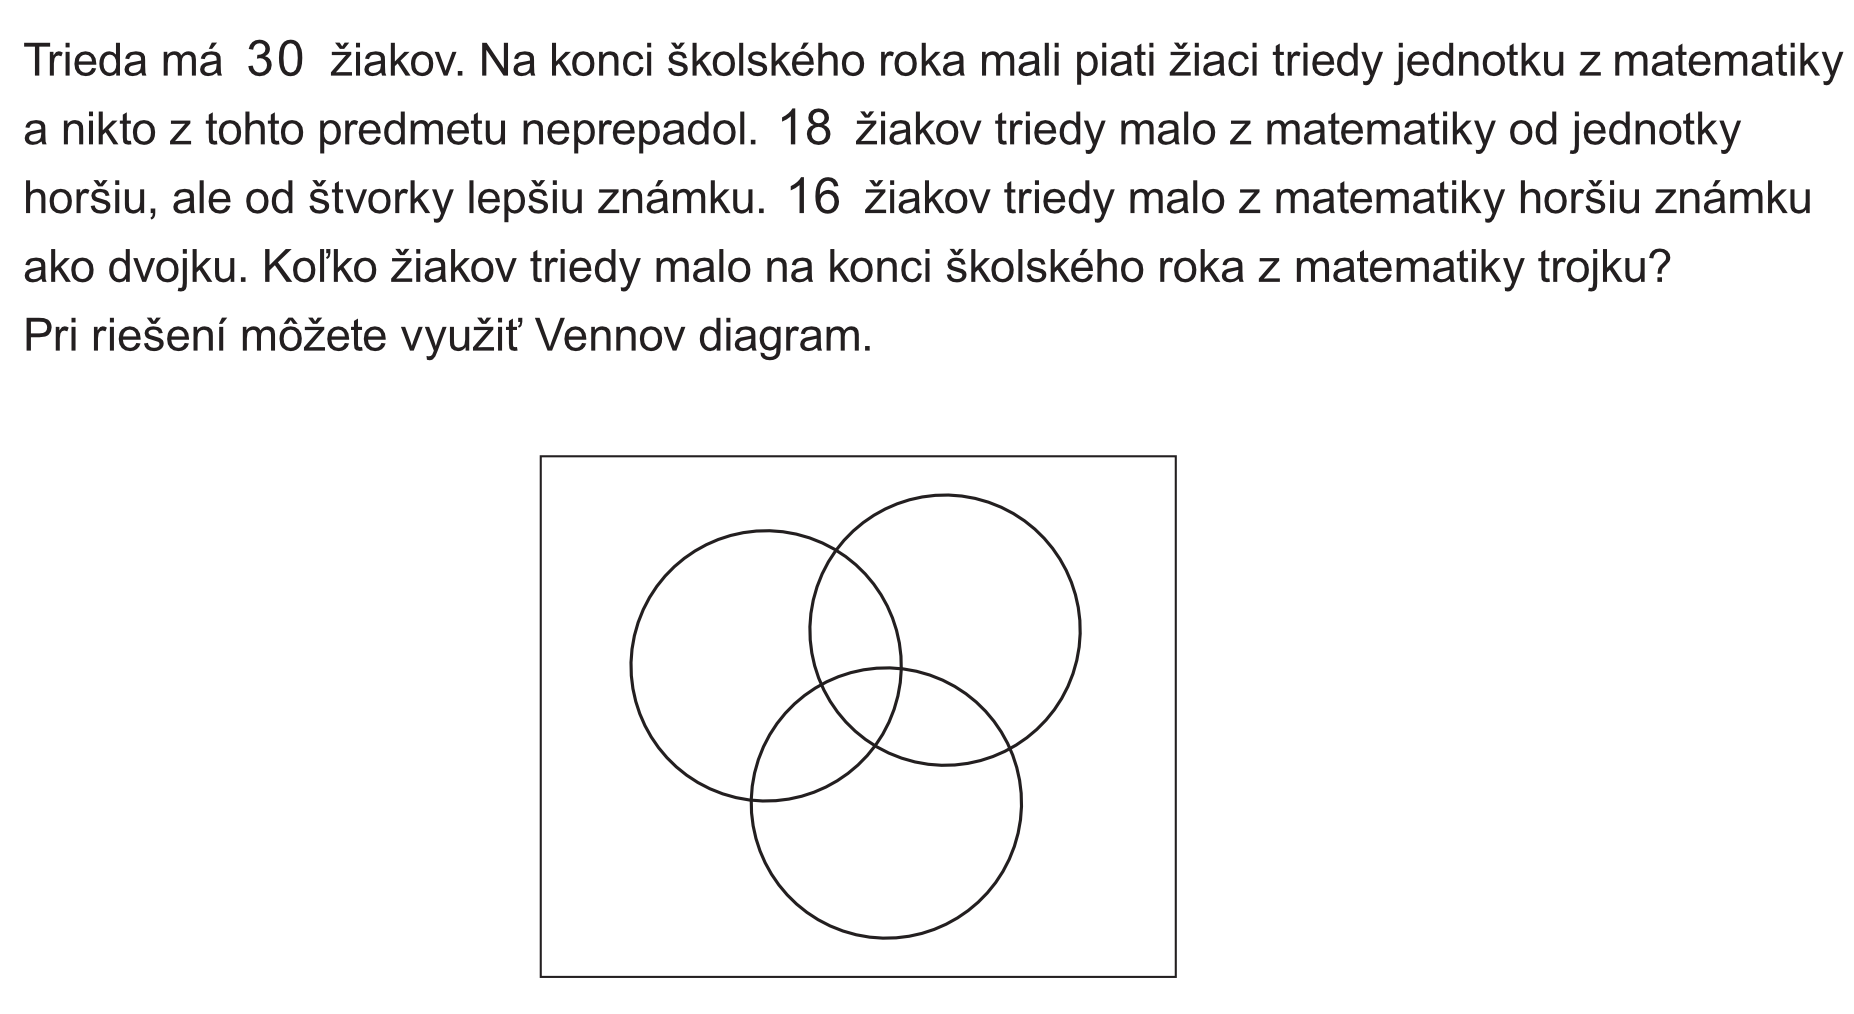 Trieda má 30 žiakov. Na konci školského roka mali piati žiaci triedy jednotku z matematiky
a nikto z tohto predmetu neprepadol. 18 žiakov triedy malo z matematiky od jednotky
horšiu, ale od štvorky lepšiu známku. 16 žiakov triedy malo z matematiky horšiu známku
ako dvojku. Koľko žiakov triedy malo na konci školského roka z matematiky trojku?
Pri riešení môžete využiť Vennov diagram.